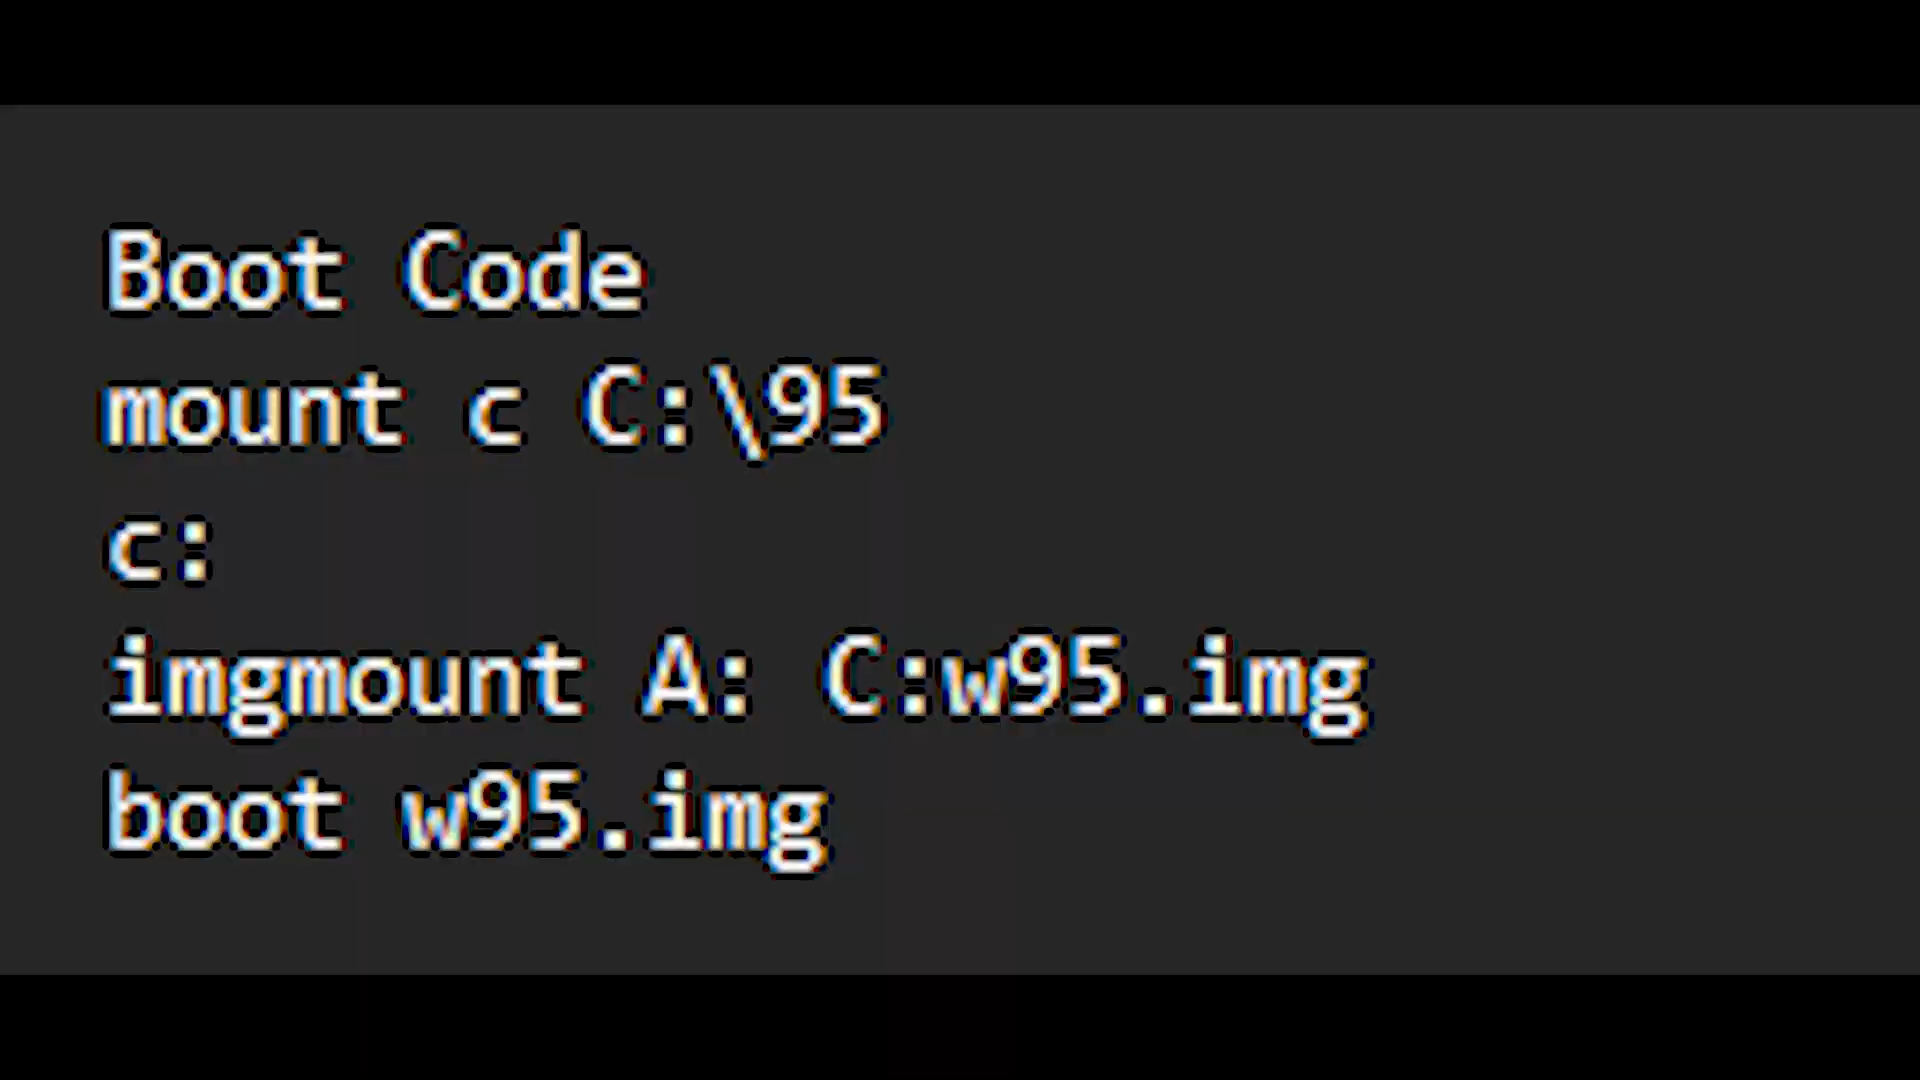 Boot Code
mount c C:\95
c:
imgmount A: C:w95.img
boot w95.img